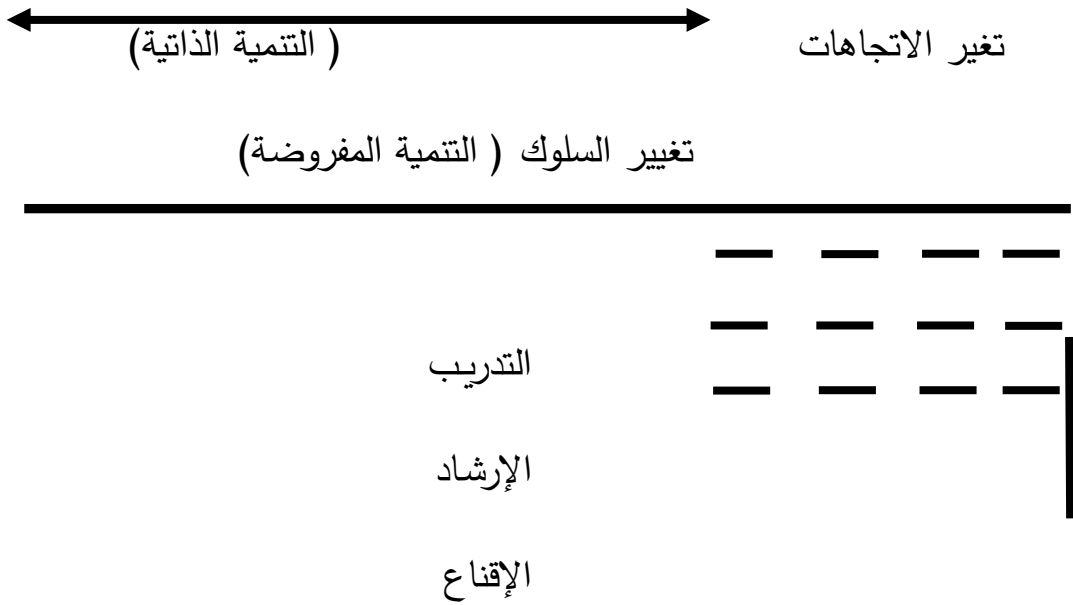 تغير الاتجاهات ( التنمية الذاتية)
تغيير السلوك ( التنمية المفروضة)
التدريب
الإرشاد
الإقناع